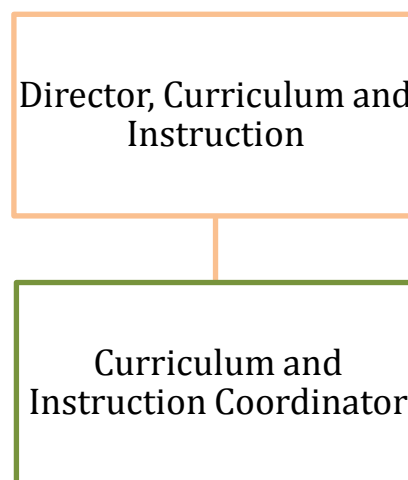 Director, Curriculum and
Instruction
Curriculum and
Instruction Coordinator